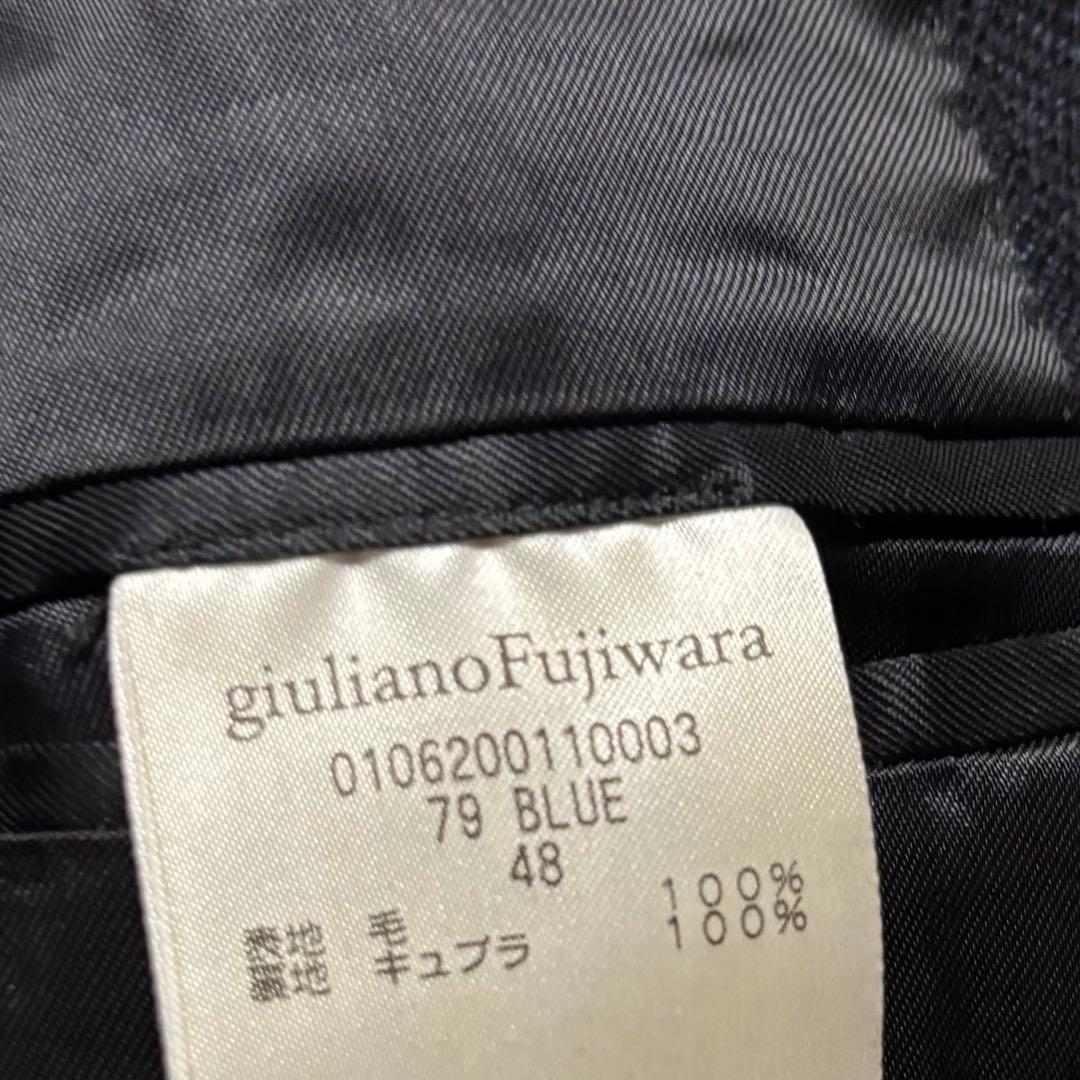 giulianoFujiwara
0106200110003
79 BLUE
48
表地 毛 100%
裏地 キュプラ 100%